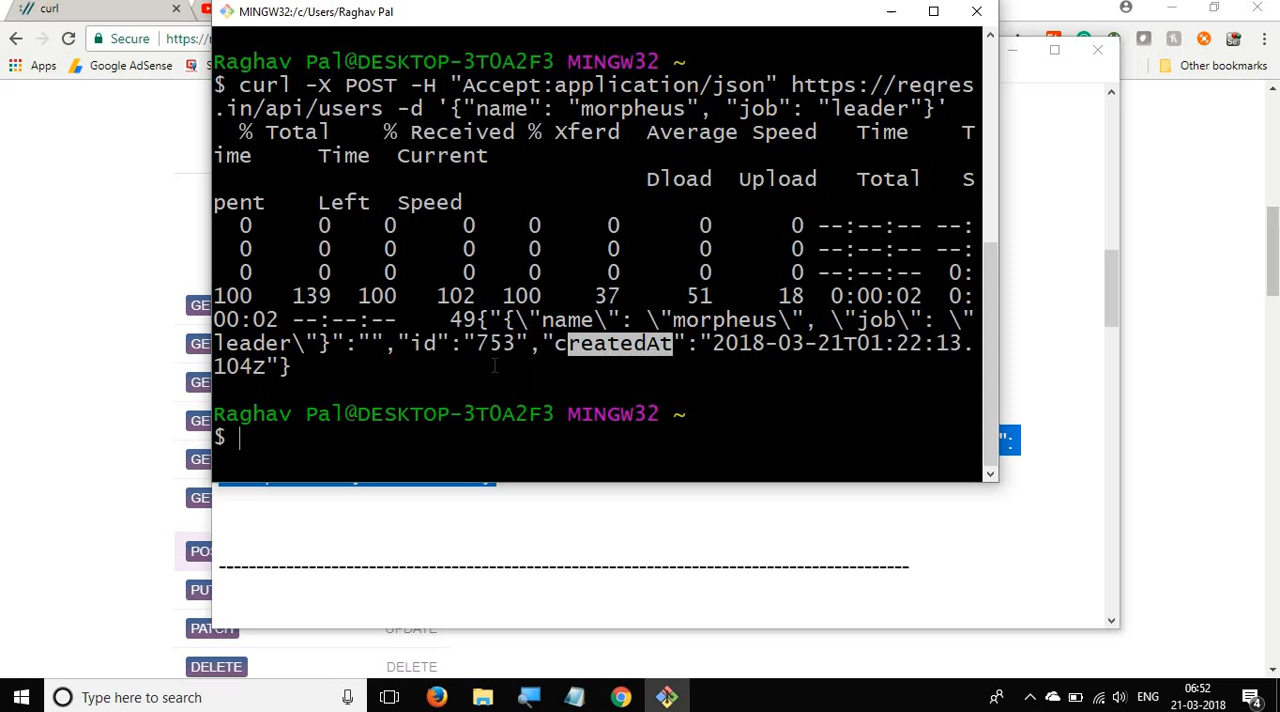 curl
MINGW32:/c/Users/Raghav Pal
Secure
https://
Apps
Google AdSense
Other bookmarks
Raghav Pal@DESKTOP-3T0A2F3 MINGW32 ~
$ curl -X POST -H "Accept:application/json" https://reqres
.in/api/users -d '{"name": "morpheus", "job": "leader"}'
% Total % Received % Xferd Average Speed Time T
ime Time Current
Dload Upload Total S
pent Left Speed
0 0 0 0 0 0 0 0 --:--:-- --:
0 0 0 0 0 0 0 0 --:--:-- --:
0 0 0 0 0 0 0 0 --:--:-- 0:
100 139 100 102 100 37 51 18 0:00:02 0:
00:02 --:--:-- 49{"{\"name\": \"morpheus\", \"job\": \"
leader\"}":"","id":"753","createdAt":"2018-03-21T01:22:13.
104Z"}
Raghav Pal@DESKTOP-3T0A2F3 MINGW32 ~
$
":
GE
GE
GE
GE
GE
POS
PU
PATCH UPDATE
DELETE DELETE
--------------------------------------------------------------------------------------------
Type here to search
ENG
06:52
21-03-2018
4